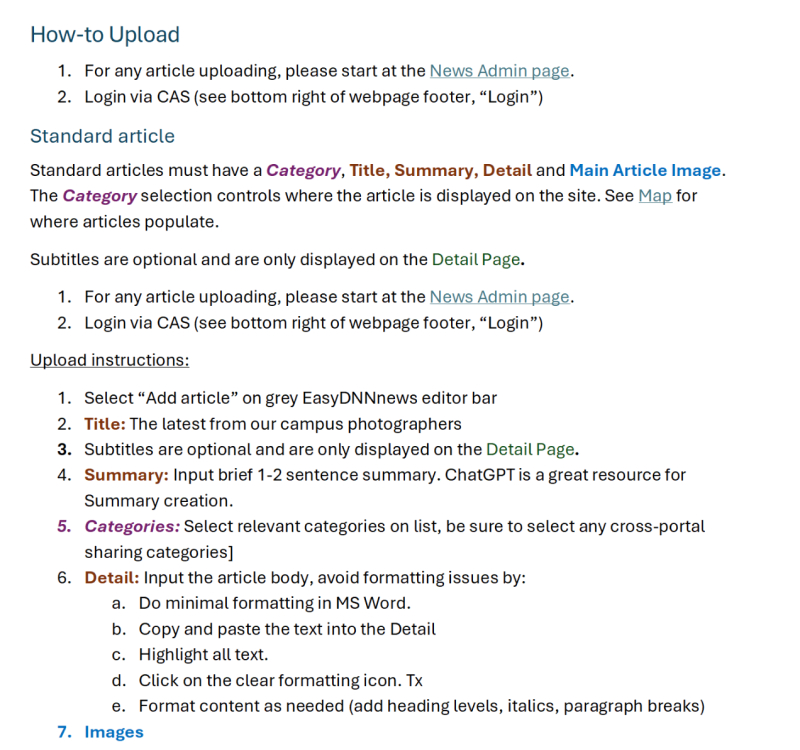 How-to Upload
1. For any article uploading, please start at the News Admin page.
2. Login via CAS (see bottom right of webpage footer, “Login”)
Standard article
Standard articles must have a Category, Title, Summary, Detail and Main Article Image.
The Category selection controls where the article is displayed on the site. See Map for
where articles populate.
Subtitles are optional and are only displayed on the Detail Page.
1. For any article uploading, please start at the News Admin page.
2. Login via CAS (see bottom right of webpage footer, “Login”)
Upload instructions:
1. Select “Add article” on grey EasyDNNnews editor bar
2. Title: The latest from our campus photographers
3. Subtitles are optional and are only displayed on the Detail Page.
4. Summary: Input brief 1-2 sentence summary. ChatGPT is a great resource for
Summary creation.
5. Categories: Select relevant categories on list, be sure to select any cross-portal
sharing categories]
6. Detail: Input the article body, avoid formatting issues by:
a. Do minimal formatting in MS Word.
b. Copy and paste the text into the Detail
c. Highlight all text.
d. Click on the clear formatting icon. Tx
e. Format content as needed (add heading levels, italics, paragraph breaks)
7. Images